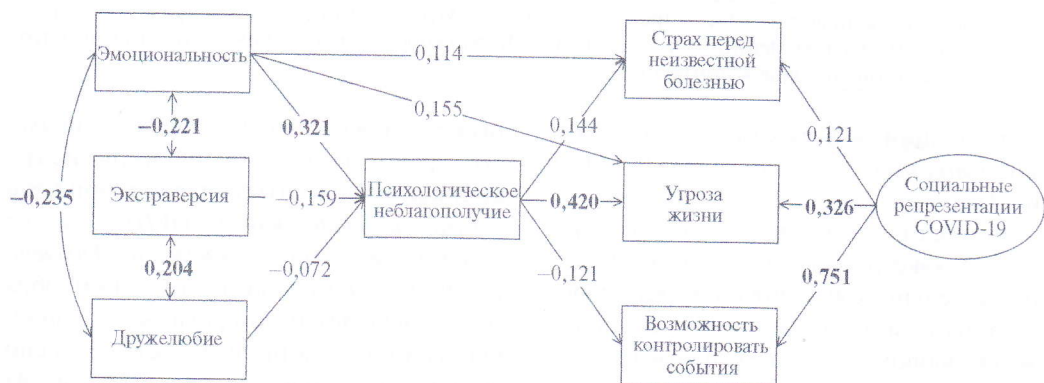 Эмоциональность
0,114
Страх перед
неизвестной
болезнью
0,155
−0,221
0,321
0,144
0,121
−0,235
Экстраверсия
−0,159
Психологическое
неблагополучие
0,420
Угроза
жизни
0,326
Социальные
репрезентации
COVID-19
0,204
−0,072
−0,121
0,751
Дружелюбие
Возможность
контролировать
события